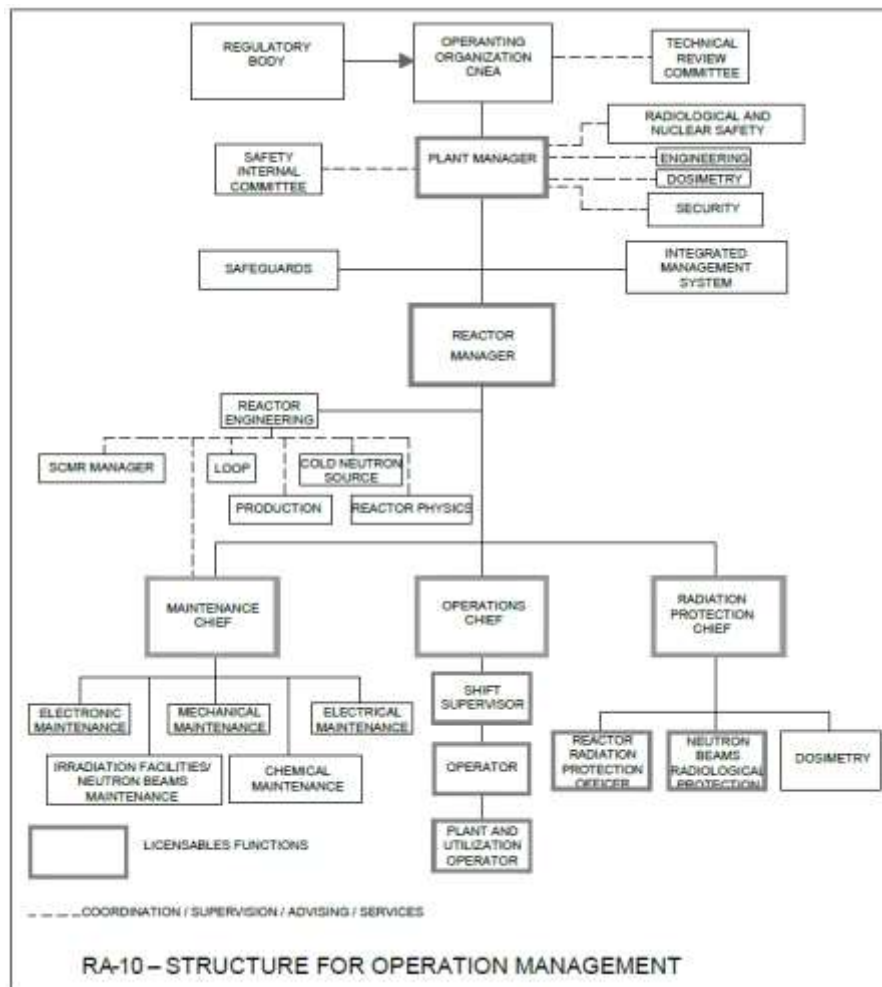 REGULATORY
BODY
OPERANTING
ORGANIZATION
CNEA
TECHNICAL
REVIEW
COMMITTEE
RADIOLOGICAL AND
NUCLEAR SAFETY
SAFETY
INTERNAL
COMMITTEE
PLANT MANAGER
ENGINEERING
DOSIMETRY
SECURITY
SAFEGUARDS
INTEGRATED
MANAGEMENT
SYSTEM
REACTOR
MANAGER
REACTOR
ENGINEERING
SCMR MANAGER
LOOP
COLD NEUTRON
SOURCE
PRODUCTION
REACTOR PHYSICS
MAINTENANCE
CHIEF
OPERATIONS
CHIEF
RADIATION
PROTECTION
CHIEF
ELECTRONIC
MAINTENANCE
MECHANICAL
MAINTENANCE
ELECTRICAL
MAINTENANCE
IRRADIATION FACILITIES/
NEUTRON BEAMS
MAINTENANCE
CHEMICAL
MAINTENANCE
SHIFT
SUPERVISOR
OPERATOR
PLANT AND
UTILIZATION
OPERATOR
REACTOR
RADIATION
PROTECTION
OFFICER
NEUTRON
BEAMS
RADIOLOGICAL
PROTECTION
DOSIMETRY
LICENSABLES FUNCTIONS
COORDINATION / SUPERVISION / ADVISING / SERVICES
RA-10 – STRUCTURE FOR OPERATION MANAGEMENT